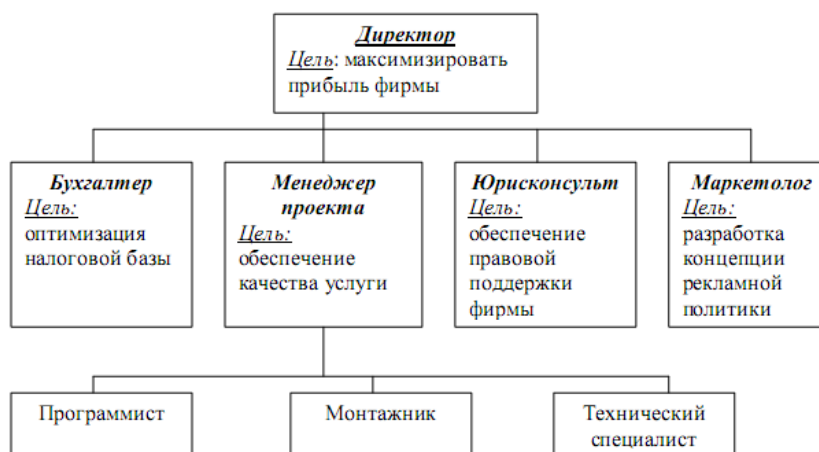 Директор
Цель: максимизировать
прибыль фирмы
Бухгалтер
Цель:
оптимизация
налоговой базы
Менеджер
проекта
Цель:
обеспечение
качества услуги
Юрисконсульт
Цель:
обеспечение
правовой
поддержки
фирмы
Маркетолог
Цель:
разработка
концепции
рекламной
политики
Программист
Монтажник
Технический
специалист